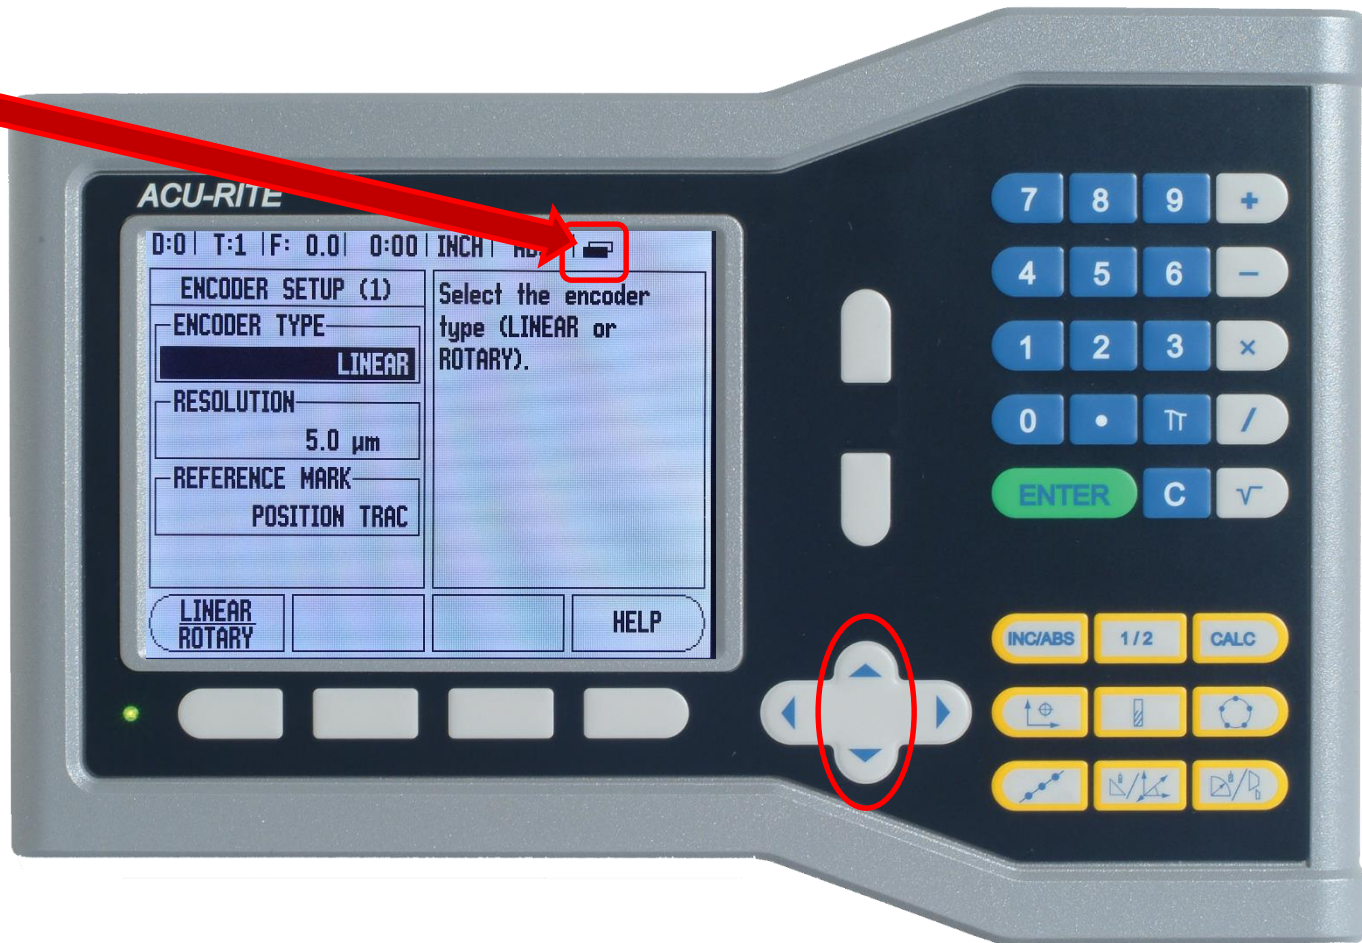 ACU-RITE
D:0 | T:1 | F: 0.0 | 0:00 | INCH |
ENCODER SETUP (1)
ENCODER TYPE
LINEAR
RESOLUTION
5.0 µm
REFERENCE MARK
POSITION TRAC
Select the encoder
type (LINEAR or
ROTARY).
LINEAR
ROTARY
HELP
7 8 9 +
4 5 6 −
1 2 3 ×
0 • π /
ENTER C √
INC/ABS 1/2 CALC